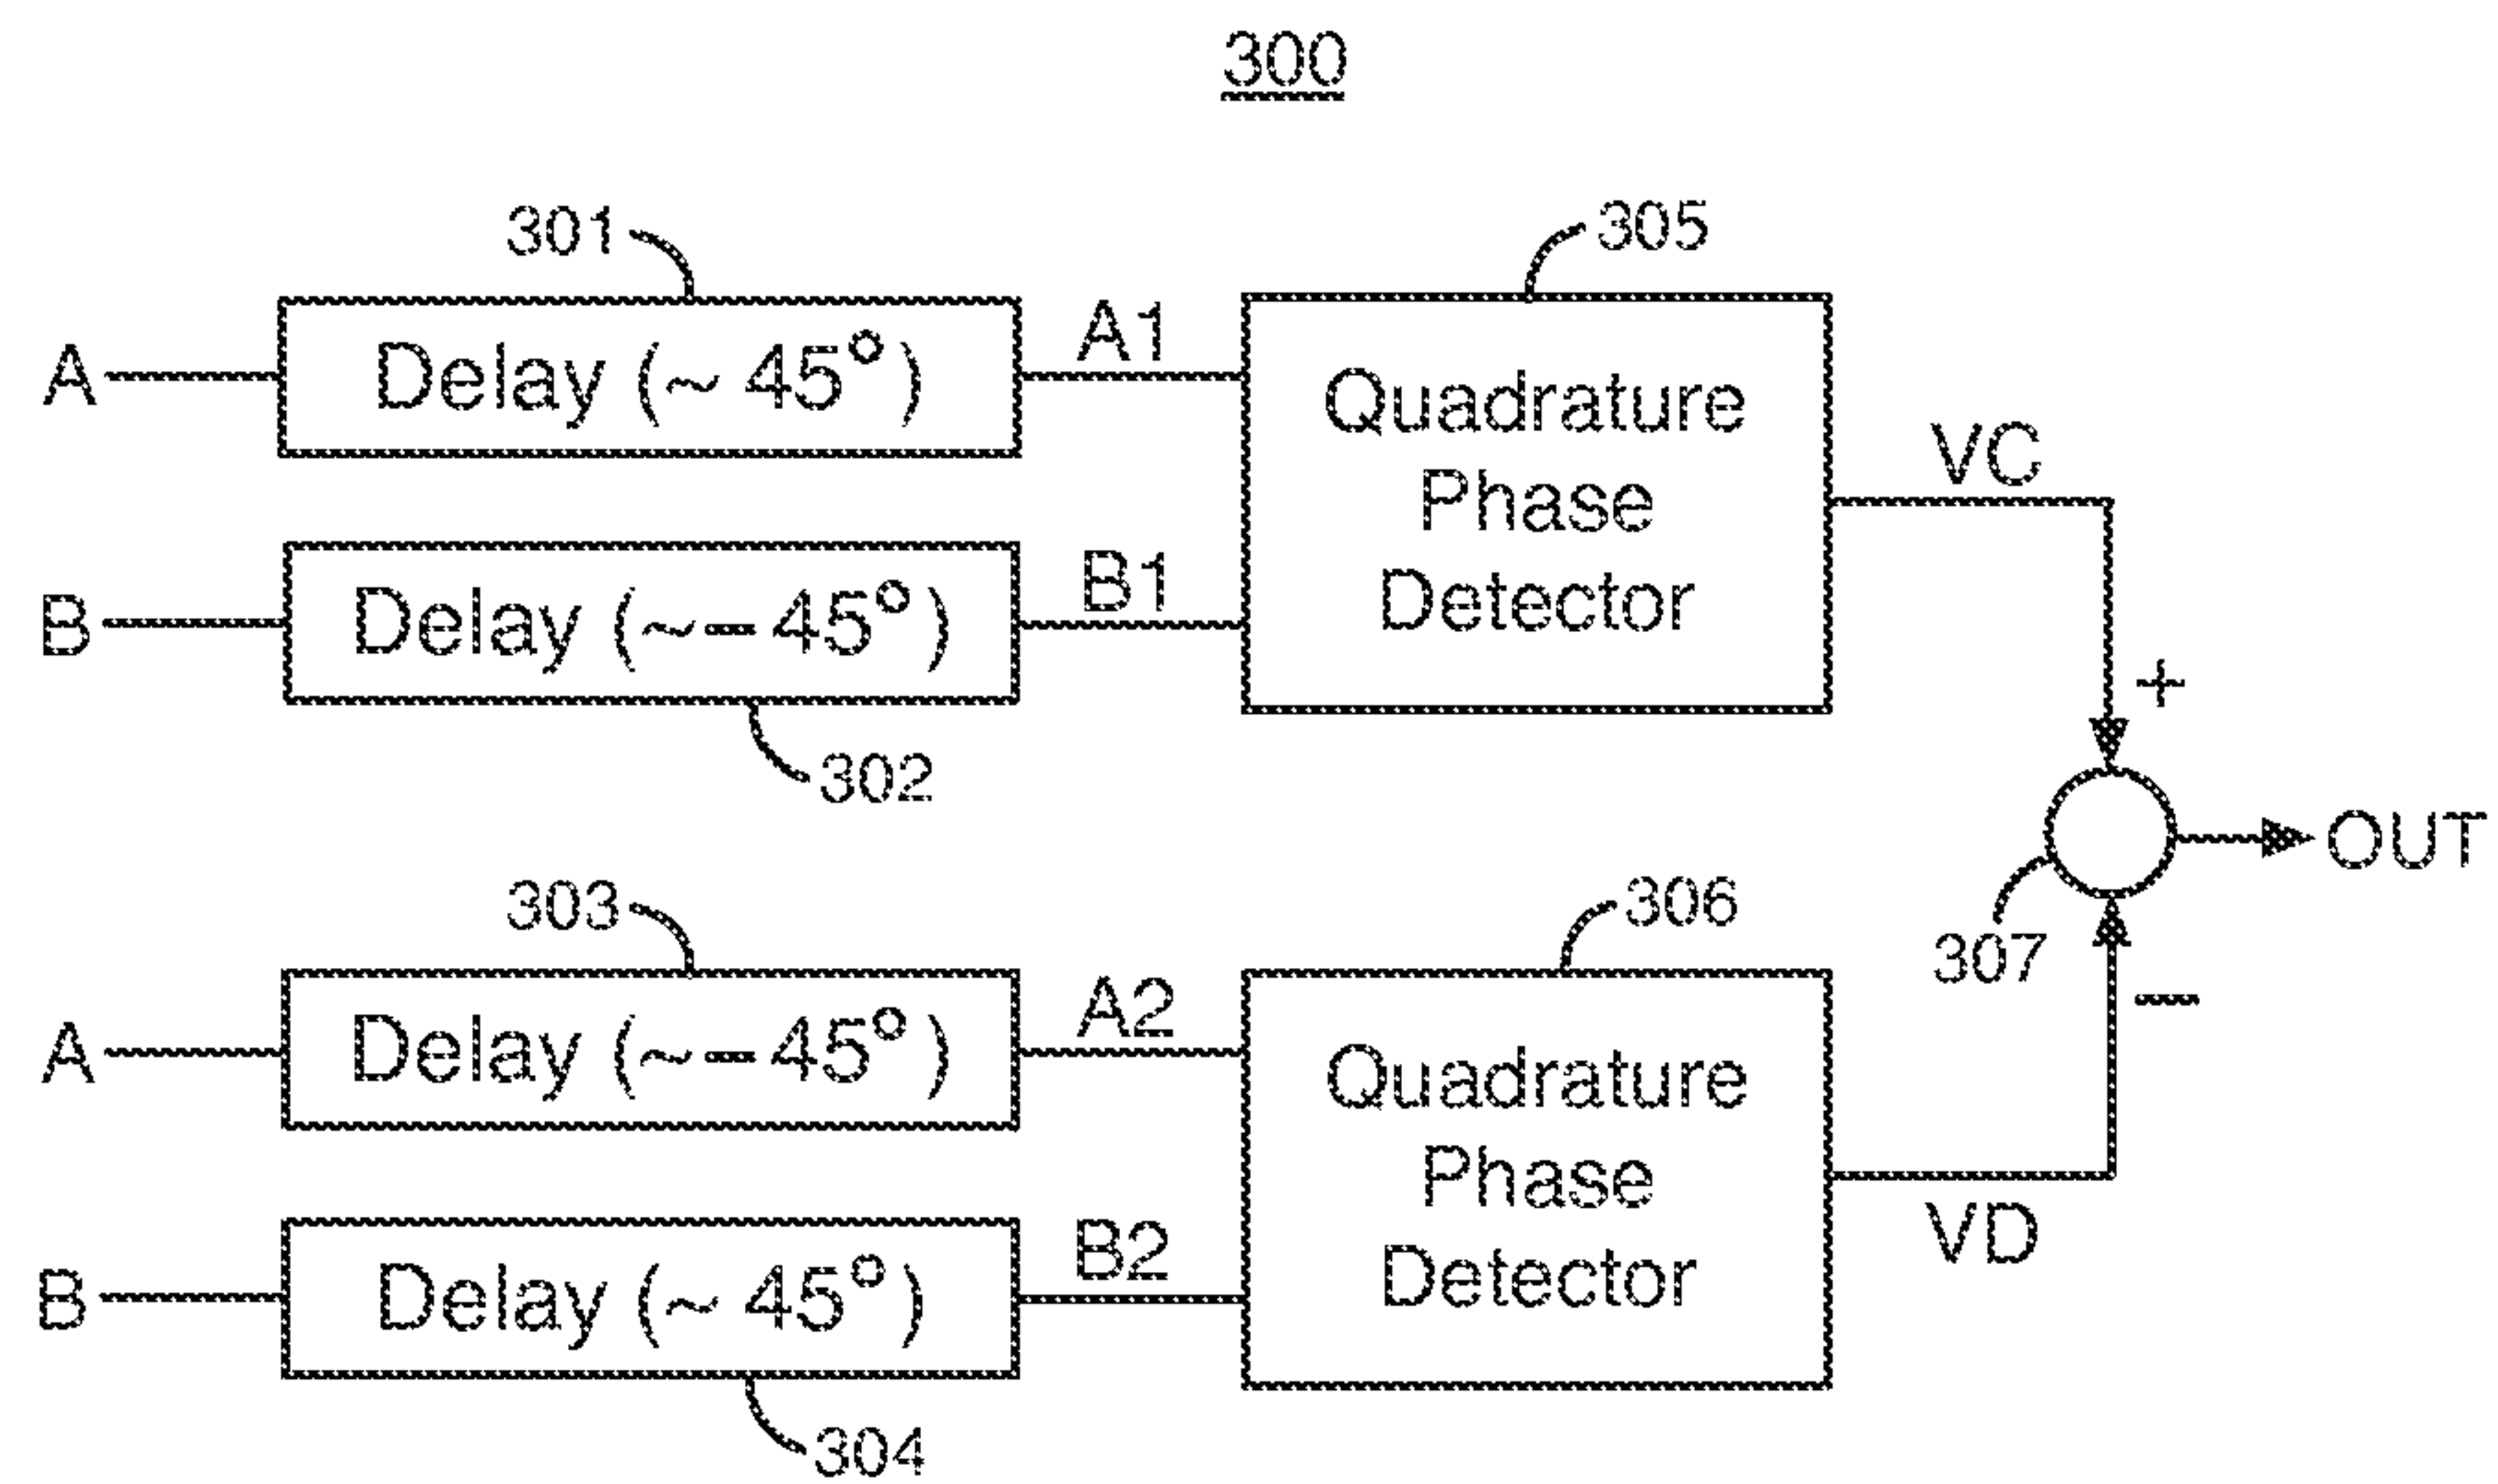 300
301
305
A
Delay (~ 45°)
A1
Quadrature
Phase
Detector
VC
B
Delay (~– 45°)
B1
+
302
OUT
303
306
307
A
Delay (~– 45°)
A2
Quadrature
Phase
Detector
–
VD
B
Delay (~ 45°)
B2
304